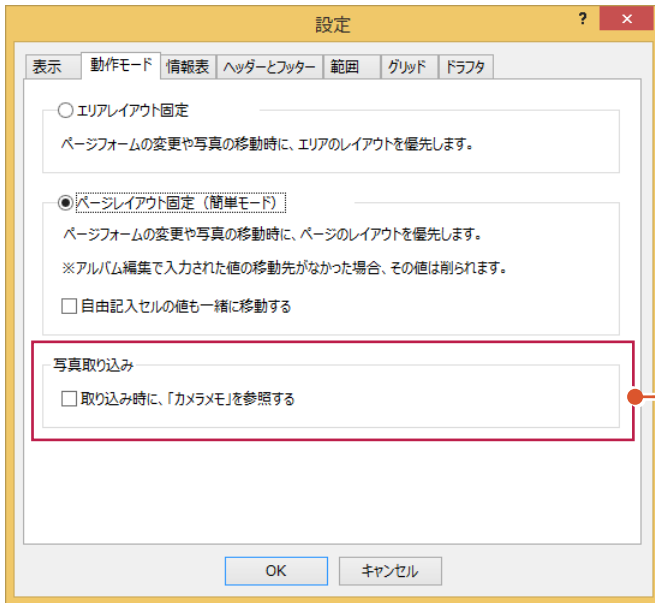 設定
? ×
表示 動作モード 情報表 ヘッダーとフッター 範囲 グリッド ドラフタ
エリアレイアウト固定
ページフォームの変更や写真の移動時に、エリアのレイアウトを優先します。
ページレイアウト固定（簡単モード）
ページフォームの変更や写真の移動時に、ページのレイアウトを優先します。
※アルバム編集で入力された値の移動先がなかった場合、その値は削られます。
自由記入セルの値も一緒に移動する
写真取り込み
取り込み時に、「カメラメモ」を参照する
OK キャンセル